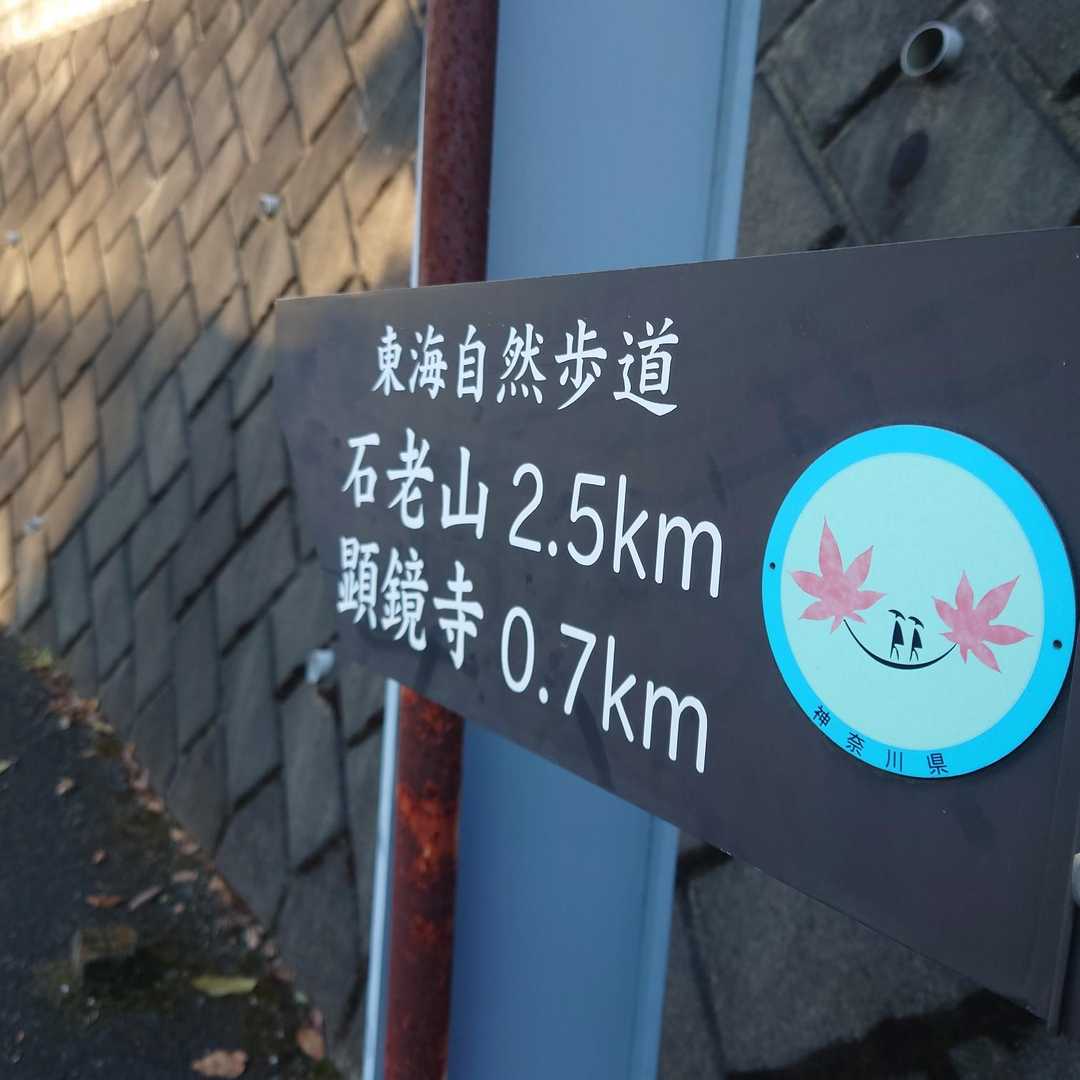 東海自然歩道
石老山 2.5km
顕鏡寺 0.7km
神奈川県